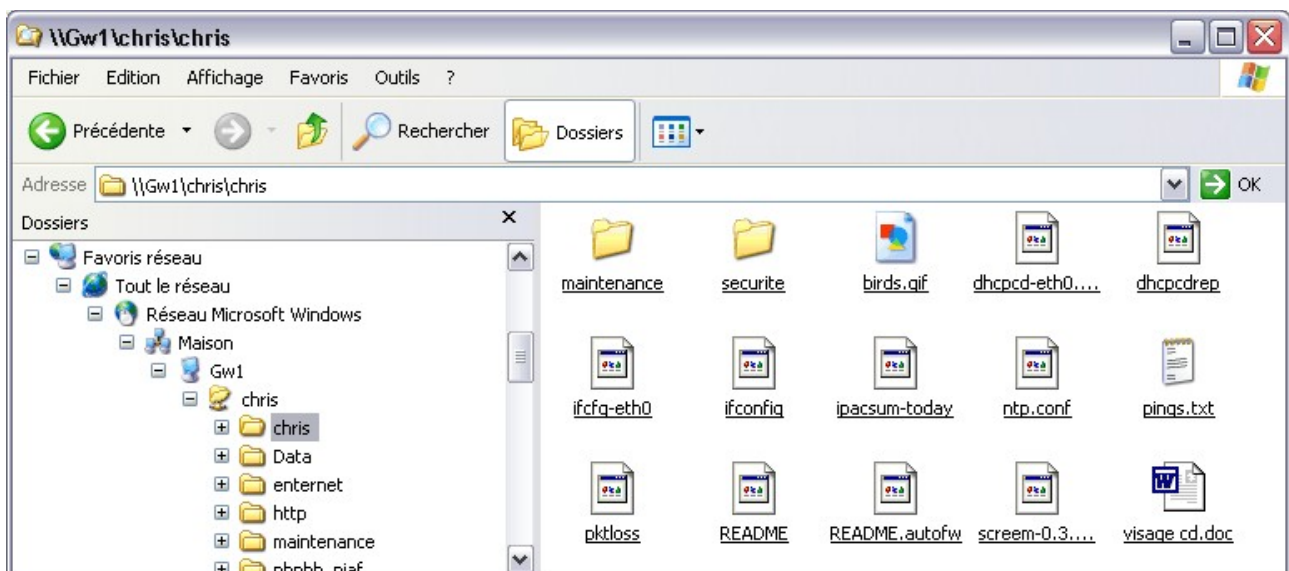 \\Gw1\chris\chris
Fichier Edition Affichage Favoris Outils ?
Précédente Rechercher Dossiers
Adresse \\Gw1\chris\chris OK
Dossiers
Favoris réseau
Tout le réseau
Réseau Microsoft Windows
Maison
Gw1
chris
chris
Data
enternet
http
maintenance
maintenance securite birds.gif dhcpcd-eth0.... dhcpcdrep
ifcfg-eth0 ifconfig ipacsum-today ntp.conf pings.txt
pktloss README README.autofw screem-0.3.... visage cd.doc